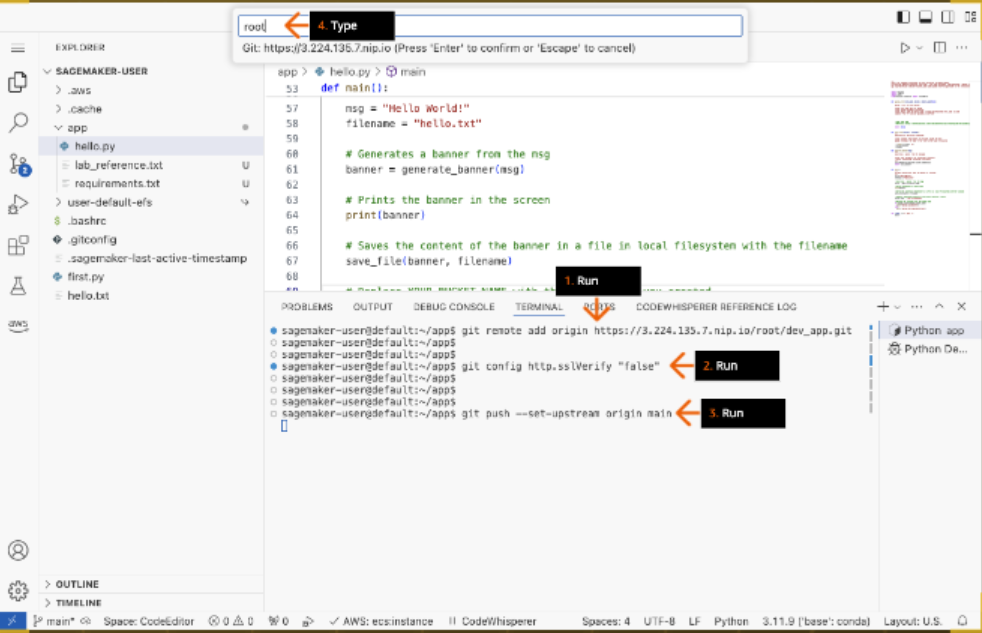 root
4. Type
Git: https://3.224.135.7.nip.io (Press 'Enter' to confirm or 'Escape' to cancel)
EXPLORER
SAGEMAKER-USER
.aws
.cache
app
hello.py
lab_reference.txt U
requirements.txt U
user-default-efs
.bashrc
.gitconfig
.sagemaker-last-active-timestamp
first.py
hello.txt
OUTLINE
TIMELINE
2
aws
app > hello.py > main
53 def main():
57 msg = "Hello World!"
58 filename = "hello.txt"
59
60 # Generates a banner from the msg
61 banner = generate_banner(msg)
62
63 # Prints the banner in the screen
64 print(banner)
65
66 # Saves the content of the banner in a file in local filesystem with the filename
67 save_file(banner, filename)
68
1. Run
PROBLEMS OUTPUT DEBUG CONSOLE TERMINAL PORTS CODEWHISPERER REFERENCE LOG
sagemaker-user@default:~/app$ git remote add origin https://3.224.135.7.nip.io/root/dev_app.git
sagemaker-user@default:~/app$
sagemaker-user@default:~/app$
sagemaker-user@default:~/app$ git config http.sslVerify "false"
2. Run
sagemaker-user@default:~/app$
sagemaker-user@default:~/app$
sagemaker-user@default:~/app$
sagemaker-user@default:~/app$ git push --set-upstream origin main
3. Run
Python app
Python De...
main* Space: CodeEditor 0 0 0 AWS: ecs:instance CodeWhisperer Spaces: 4 UTF-8 LF Python 3.11.9 ('base': conda) Layout: U.S.